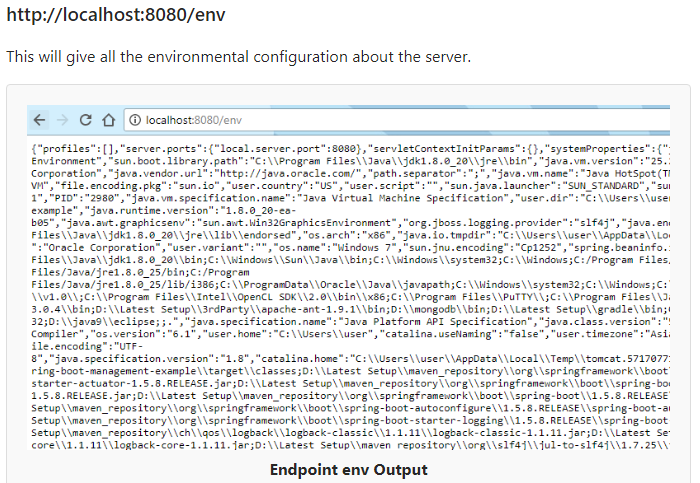 http://localhost:8080/env
This will give all the environmental configuration about the server.
localhost:8080/env
{"profiles":[],"server.ports":{"local.server.port":8080},"servletContextInitParams":{},"systemProperties":{"
Environment","sun.boot.library.path":"C:\\Program Files\\Java\\jdk1.8.0_20\\jre\\bin","java.vm.version":"25.
Corporation","java.vendor.url":"http://java.oracle.com/","path.separator":";","java.vm.name":"Java HotSpot(T
VM","file.encoding.pkg":"sun.io","user.country":"US","user.script":"","sun.java.launcher":"SUN_STANDARD","su
1","PID":"2980","java.vm.specification.name":"Java Virtual Machine Specification","user.dir":"C:\\Users\\use
example","java.runtime.version":"1.8.0_20-ea-
b05","java.awt.graphicsenv":"sun.awt.Win32GraphicsEnvironment","org.jboss.logging.provider":"slf4j","java.en
Files\\Java\\jdk1.8.0_20\\jre\\lib\\endorsed","os.arch":"x86","java.io.tmpdir":"C:\\Users\\user\\AppData\\Lo
:"Oracle Corporation","user.variant":"","os.name":"Windows 7","sun.jnu.encoding":"Cp1252","spring.beaninfo.
Files\\Java\\jdk1.8.0_20\\bin;C:\\Windows\\Sun\\Java\\bin;C:\\Windows\\system32;C:\\Windows;C:/Program Files
Files/Java/jre1.8.0_25/bin;C:/Program
Files/Java/jre1.8.0_25/lib/i386;C:\\ProgramData\\Oracle\\Java\\javapath;C:\\Windows\\system32;C:\\Windows;C:
\\v1.0\\;C:\\Program Files\\Intel\\OpenCL SDK\\2.0\\bin\\x86;C:\\Program Files\\PuTTY\\;C:\\Program Files\\J
3.0.4\\bin;D:\\Latest Setup\\3rdParty\\apache-ant-1.9.1\\bin;D:\\mongodb\\bin;D:\\Latest Setup\\gradle\\bin;
32;D:\\java9\\eclipse;;.","java.specification.name":"Java Platform API Specification","java.class.version":"
Compiler","os.version":"6.1","user.home":"C:\\Users\\user","catalina.useNaming":"false","user.timezone":"Asi
ile.encoding":"UTF-
8","java.specification.version":"1.8","catalina.home":"C:\\Users\\user\\AppData\\Local\\Temp\\tomcat.5717077
ring-boot-management-example\\target\\classes;D:\\Latest Setup\\maven_repository\\org\\springframework\\boot
starter-actuator-1.5.8.RELEASE.jar;D:\\Latest Setup\\maven_repository\\org\\springframework\\boot\\spring-bo
1.5.8.RELEASE.jar;D:\\Latest Setup\\maven_repository\\org\\springframework\\boot\\spring-boot\\1.5.8.RELEASE
Setup\\maven_repository\\org\\springframework\\boot\\spring-boot-autoconfigure\\1.5.8.RELEASE\\spring-boot-a
Setup\\maven_repository\\org\\springframework\\boot\\spring-boot-starter-logging\\1.5.8.RELEASE\\spring-boot
Setup\\maven_repository\\ch\\qos\\logback\\logback-classic\\1.1.11\\logback-classic-1.1.11.jar;D:\\Latest Se
core\\1.1.11\\logback-core-1.1.11.jar;D:\\Latest Setup\\maven repository\\org\\slf4j\\jul-to-slf4j\\1.7.25\\
Endpoint env Output